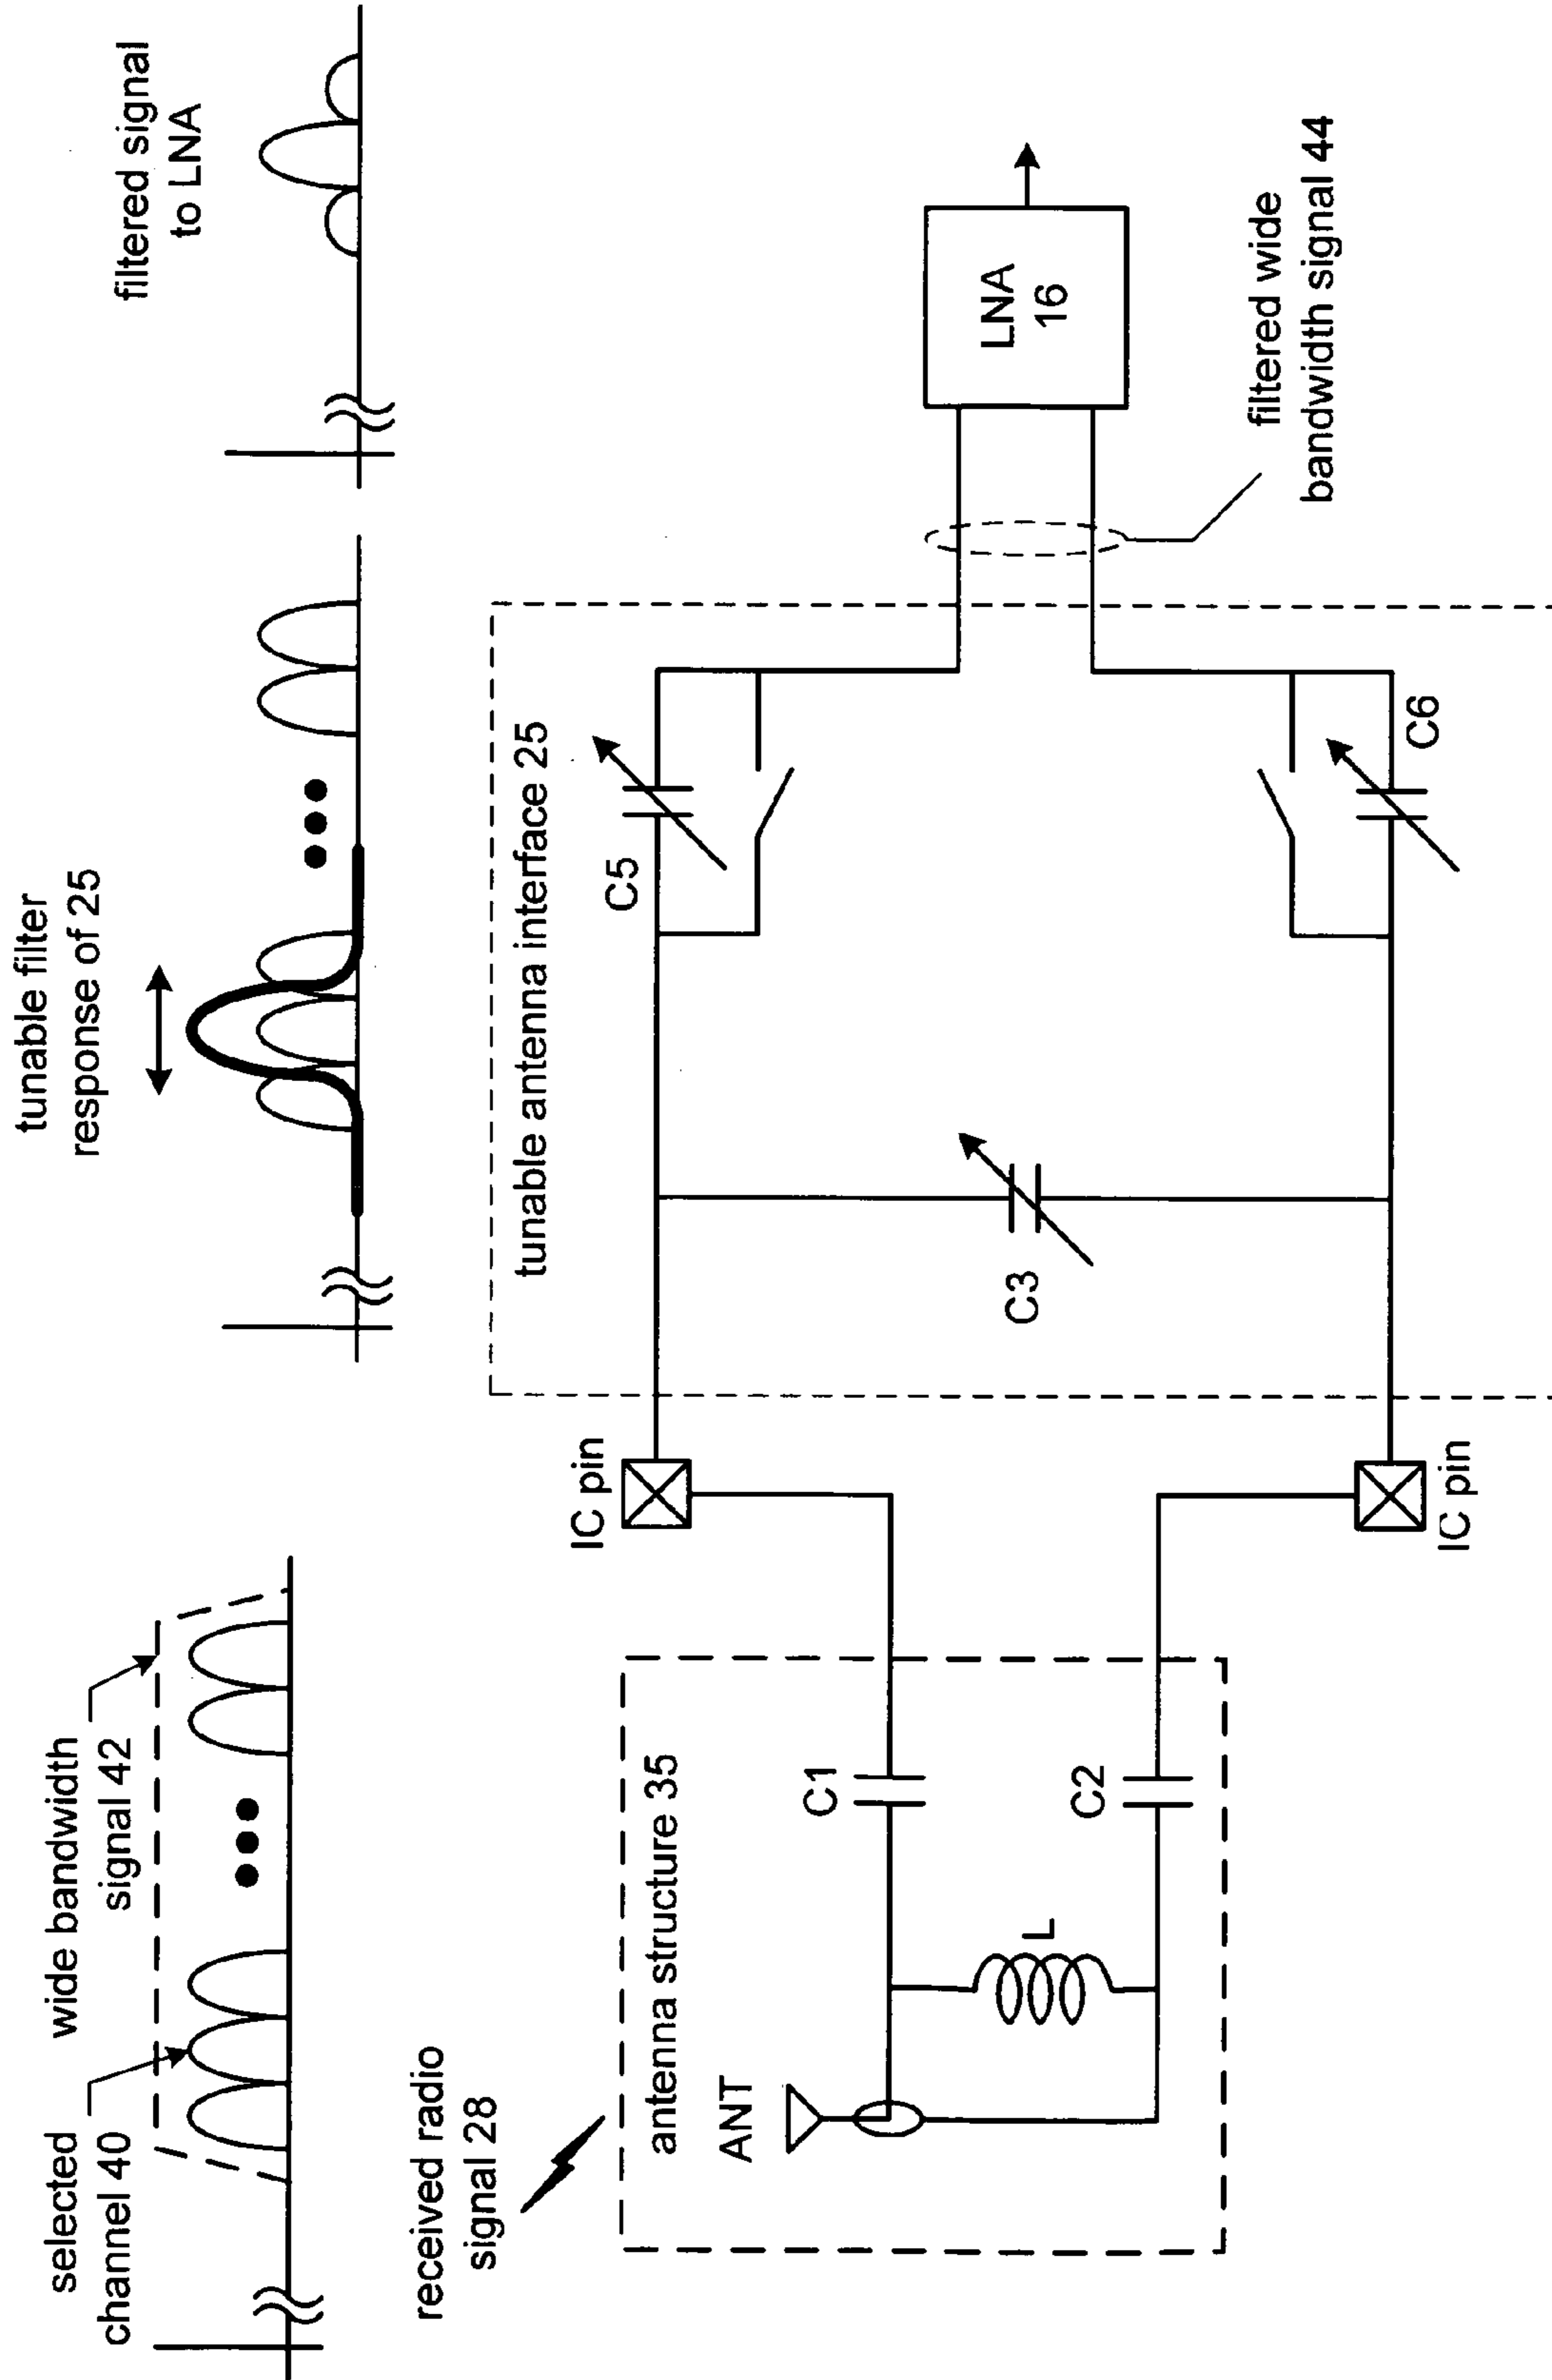 selected
channel 40
wide bandwidth
signal 42
tunable filter
response of 25
filtered signal
to LNA
received radio
signal 28
antenna structure 35
ANT
L
C1
C2
IC pin
IC pin
tunable antenna interface 25
C3
C5
C6
LNA
16
filtered wide
bandwidth signal 44